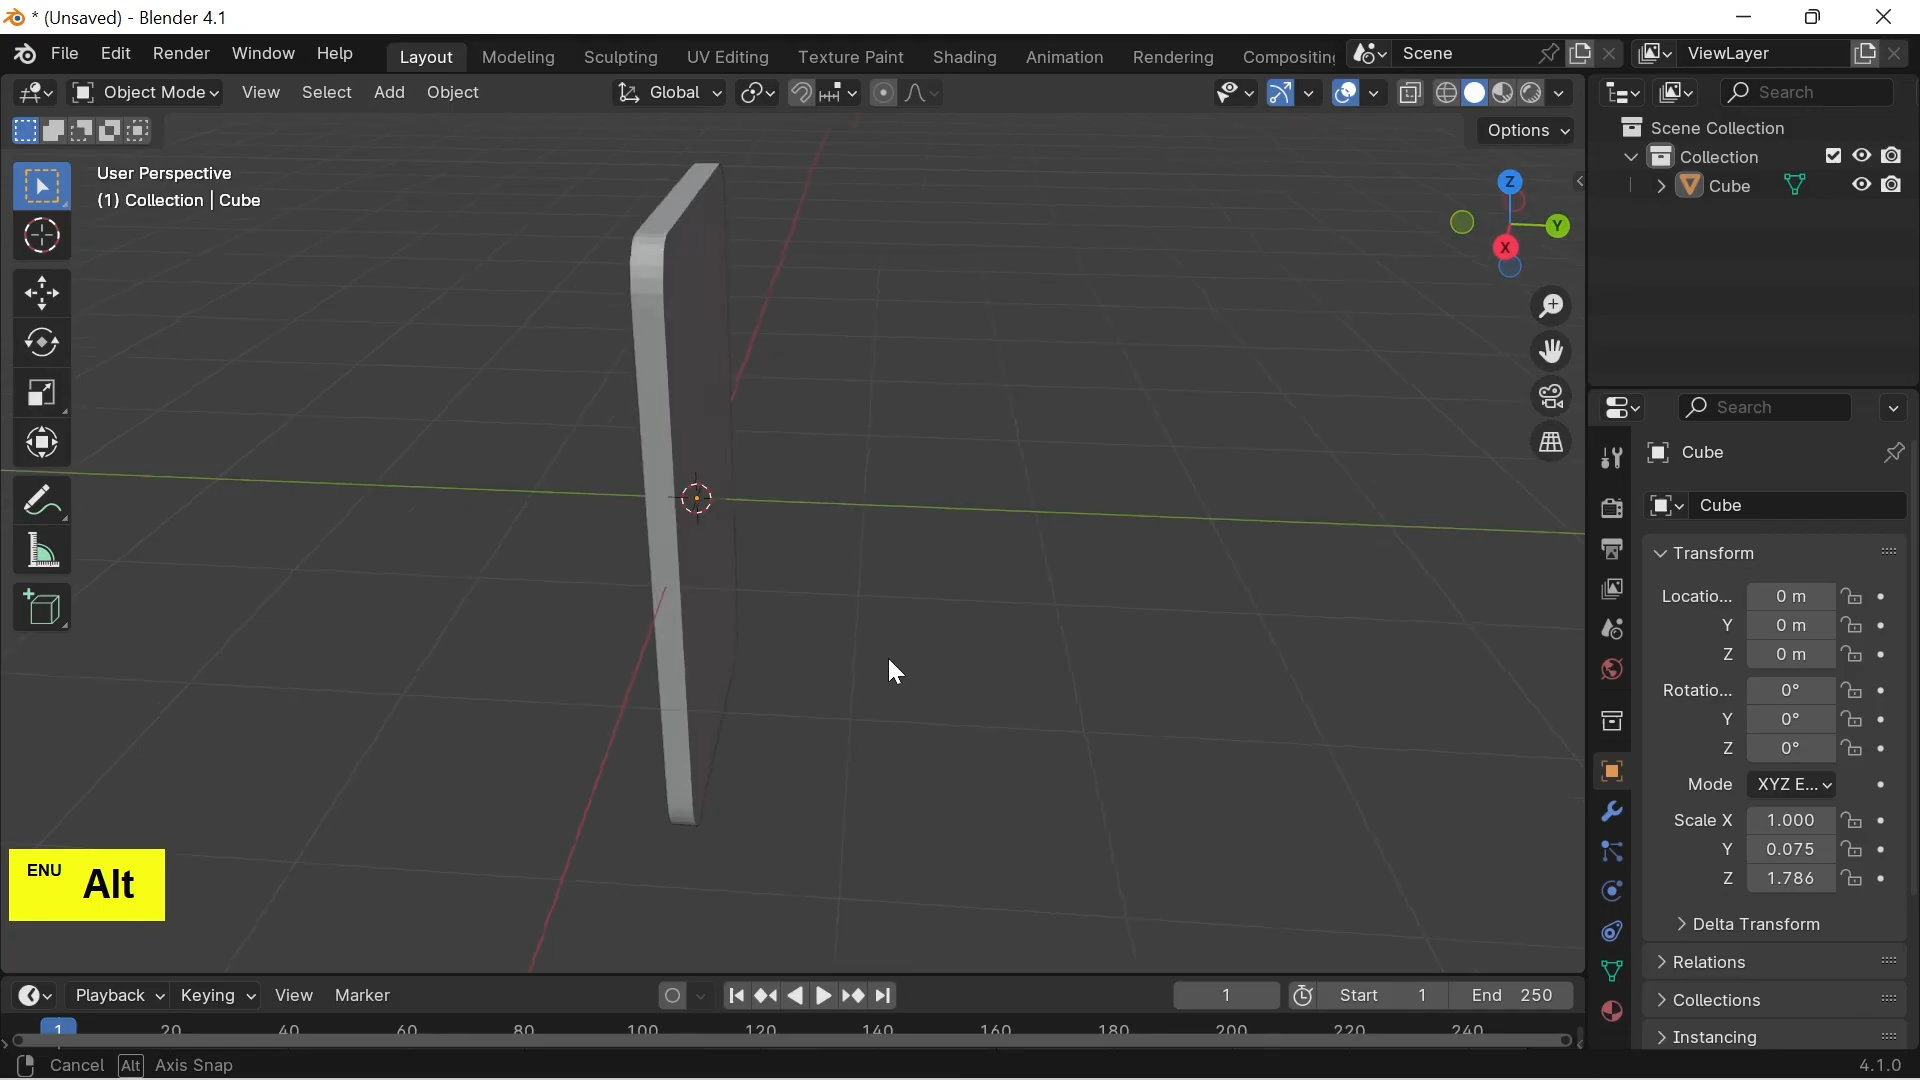 * (Unsaved) - Blender 4.1
File Edit Render Window Help Layout Modeling Sculpting UV Editing Texture Paint Shading Animation Rendering Compositing Scene ViewLayer
Object Mode View Select Add Object Global Search
Options
User Perspective
(1) Collection | Cube
Scene Collection
Collection
Cube
Z
Y
X
Search
Cube
Cube
Transform
Locatio... 0 m
Y 0 m
Z 0 m
Rotatio... 0°
Y 0°
Z 0°
Mode XYZ E...
Scale X 1.000
Y 0.075
Z 1.786
Delta Transform
Relations
Collections
Instancing
ENU Alt
Playback Keying View Marker 1 Start 1 End 250
1 20 40 60 80 100 120 140 160 180 200 220 240
Cancel Alt Axis Snap 4.1.0